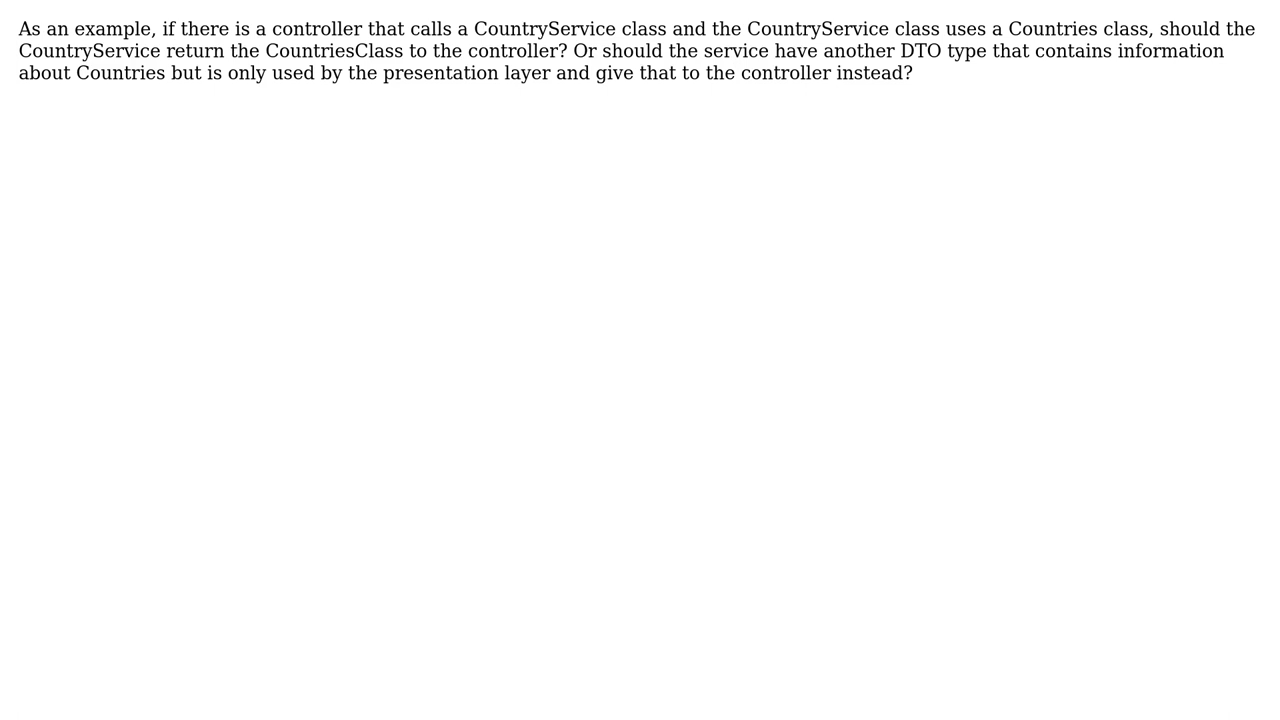 As an example, if there is a controller that calls a CountryService class and the CountryService class uses a Countries class, should the
CountryService return the CountriesClass to the controller? Or should the service have another DTO type that contains information
about Countries but is only used by the presentation layer and give that to the controller instead?